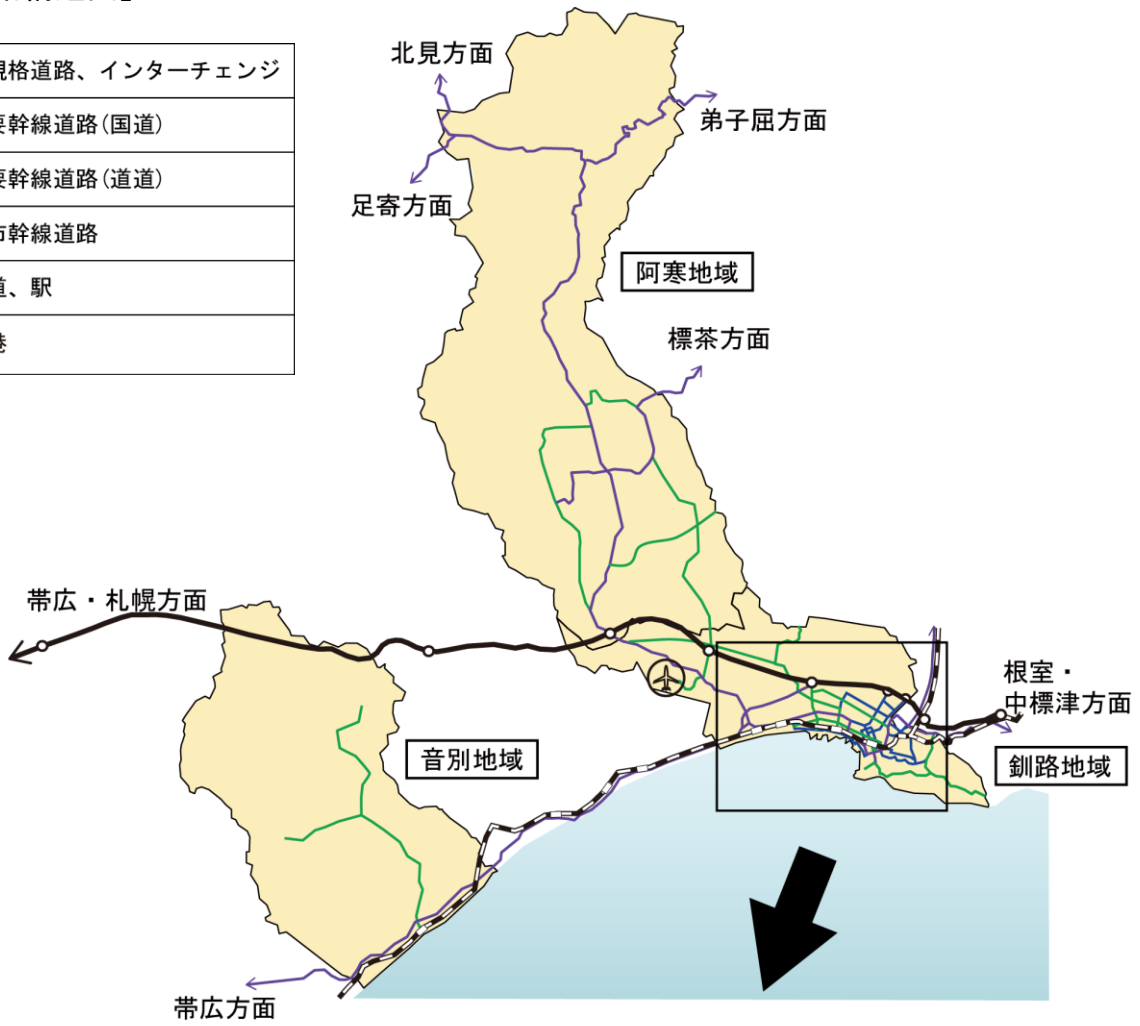 規格道路、インターチェンジ
要幹線道路(国道)
要幹線道路(道道)
市幹線道路
道、駅
港
北見方面
弟子屈方面
足寄方面
阿寒地域
標茶方面
帯広・札幌方面
根室・
中標津方面
音別地域
釧路地域
帯広方面